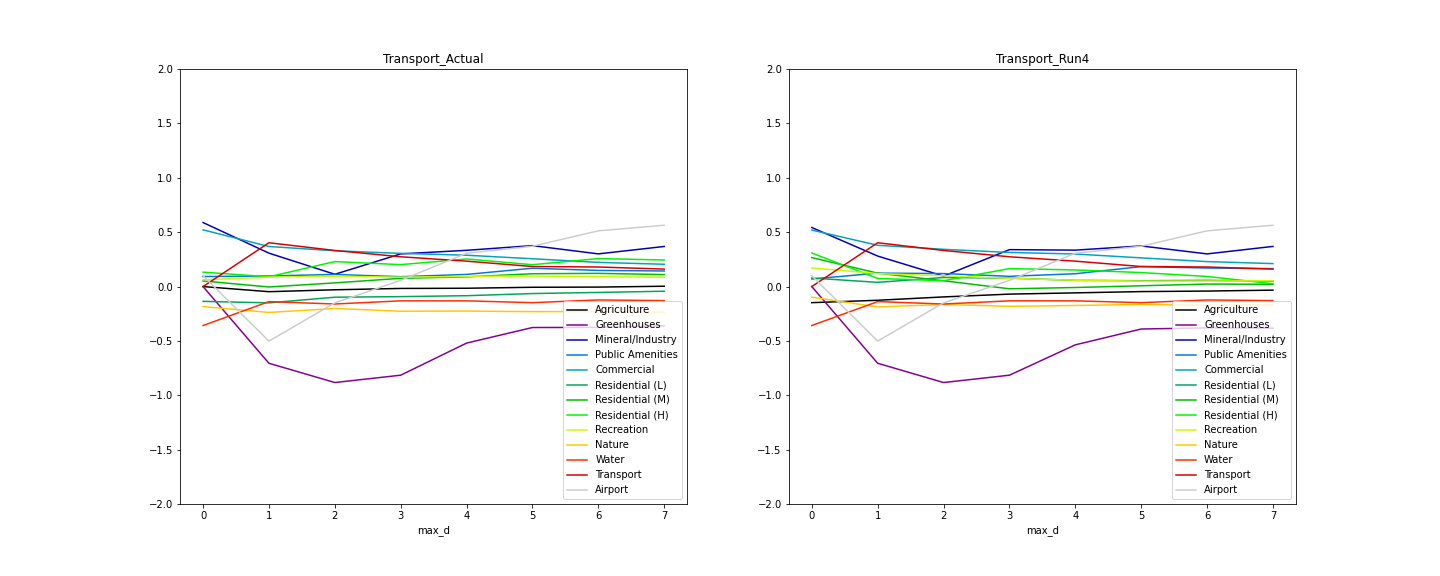 Transport_Actual
2.0
1.5
1.0
0.5
0.0
−0.5
−1.0
−1.5
−2.0
0 1 2 3 4 5 6 7
max_d
Agriculture
Greenhouses
Mineral/Industry
Public Amenities
Commercial
Residential (L)
Residential (M)
Residential (H)
Recreation
Nature
Water
Transport
Airport
Transport_Run4
2.0
1.5
1.0
0.5
0.0
−0.5
−1.0
−1.5
−2.0
0 1 2 3 4 5 6 7
max_d
Agriculture
Greenhouses
Mineral/Industry
Public Amenities
Commercial
Residential (L)
Residential (M)
Residential (H)
Recreation
Nature
Water
Transport
Airport